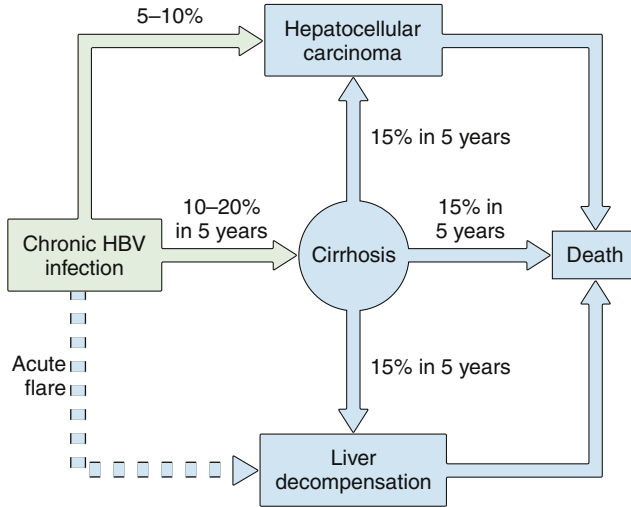 5–10%
Hepatocellular
carcinoma
15% in 5 years
10–20%
in 5 years
15% in
5 years
Chronic HBV
infection
Cirrhosis
Death
Acute
flare
15% in 5 years
Liver
decompensation